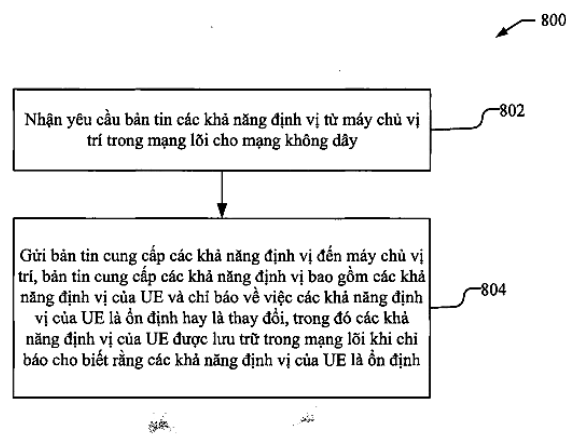 800
Nhận yêu cầu bản tin các khả năng định vị từ máy chủ vị
trí trong mạng lõi cho mạng không dây
802
Gửi bản tin cung cấp các khả năng định vị đến máy chủ vị
trí, bản tin cung cấp các khả năng định vị bao gồm các khả
năng định vị của UE và chỉ báo về việc các khả năng định
vị của UE là ổn định hay là thay đổi, trong đó các khả
năng định vị của UE được lưu trữ trong mạng lõi khi chỉ
báo cho biết rằng các khả năng định vị của UE là ổn định
804